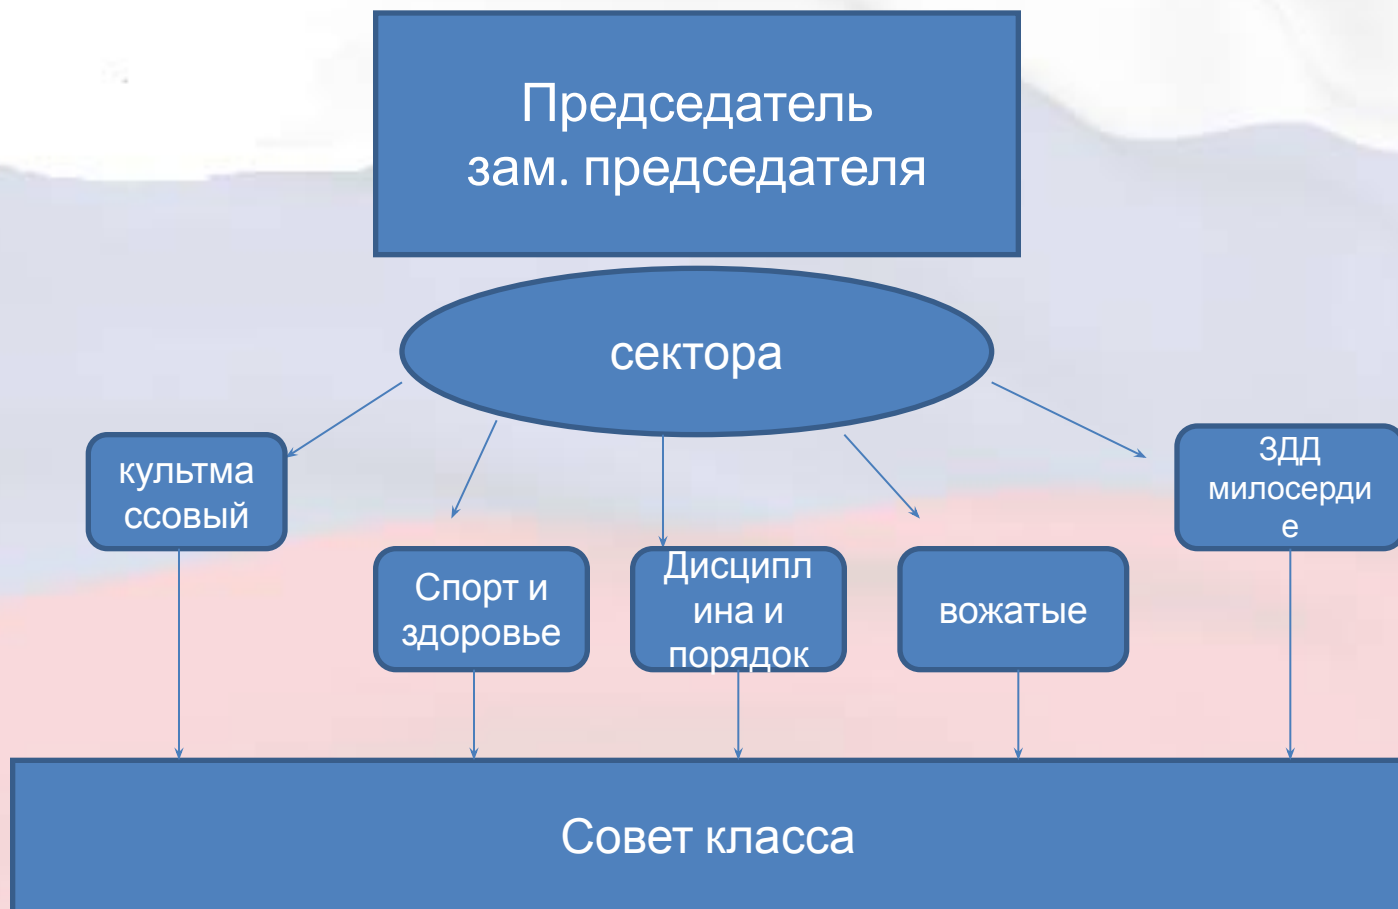 Председатель
зам. председателя
сектора
культма
ссовый
ЗДД
милосерди
е
Спорт и
здоровье
Дисципл
ина и
порядок
вожатые
Совет класса